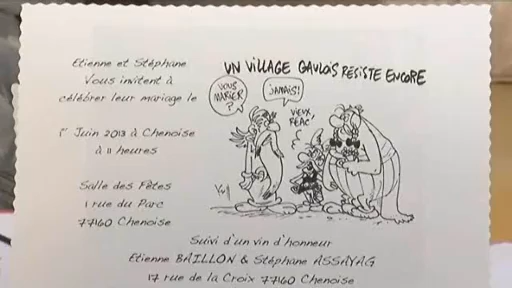 Etienne et Stéphane
Vous invitent à
célébrer leur mariage le
1er Juin 2013 à Chenoise
à 11 heures
Salle des Fêtes
1 rue du Parc
77160 Chenoise
UN VILLAGE GAULOIS RÉSISTE ENCORE
VOUS
MARIER
?
JAMAIS!
VIEUX
RÉAC!
Suivi d'un vin d'honneur
Etienne BAILLON & Stéphane ASSAYAG
17 rue de la Croix 77160 Chenoise